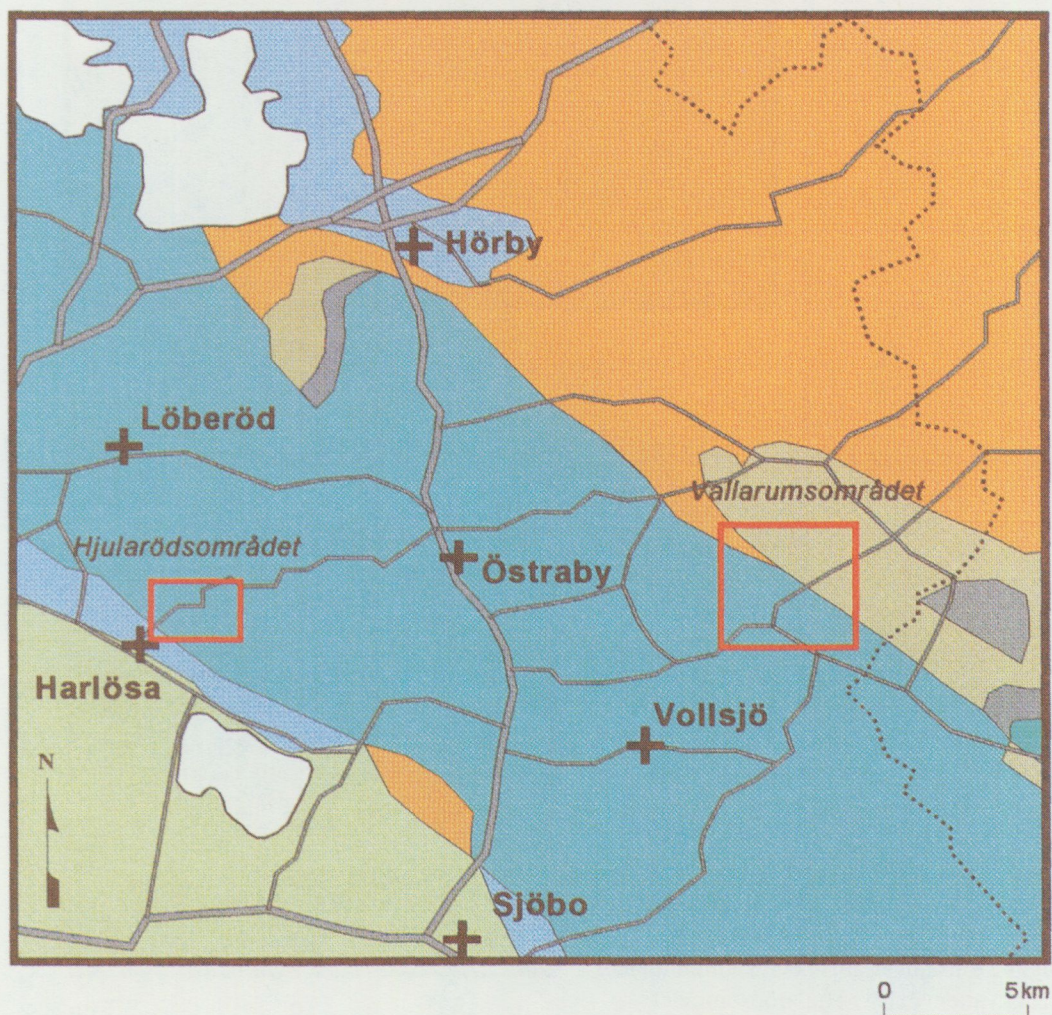 Hörby
Löberöd
Vallarumsområdet
Hjularödsområdet
Östraby
Harlösa
Vollsjö
N
Sjöbo
0 5 km